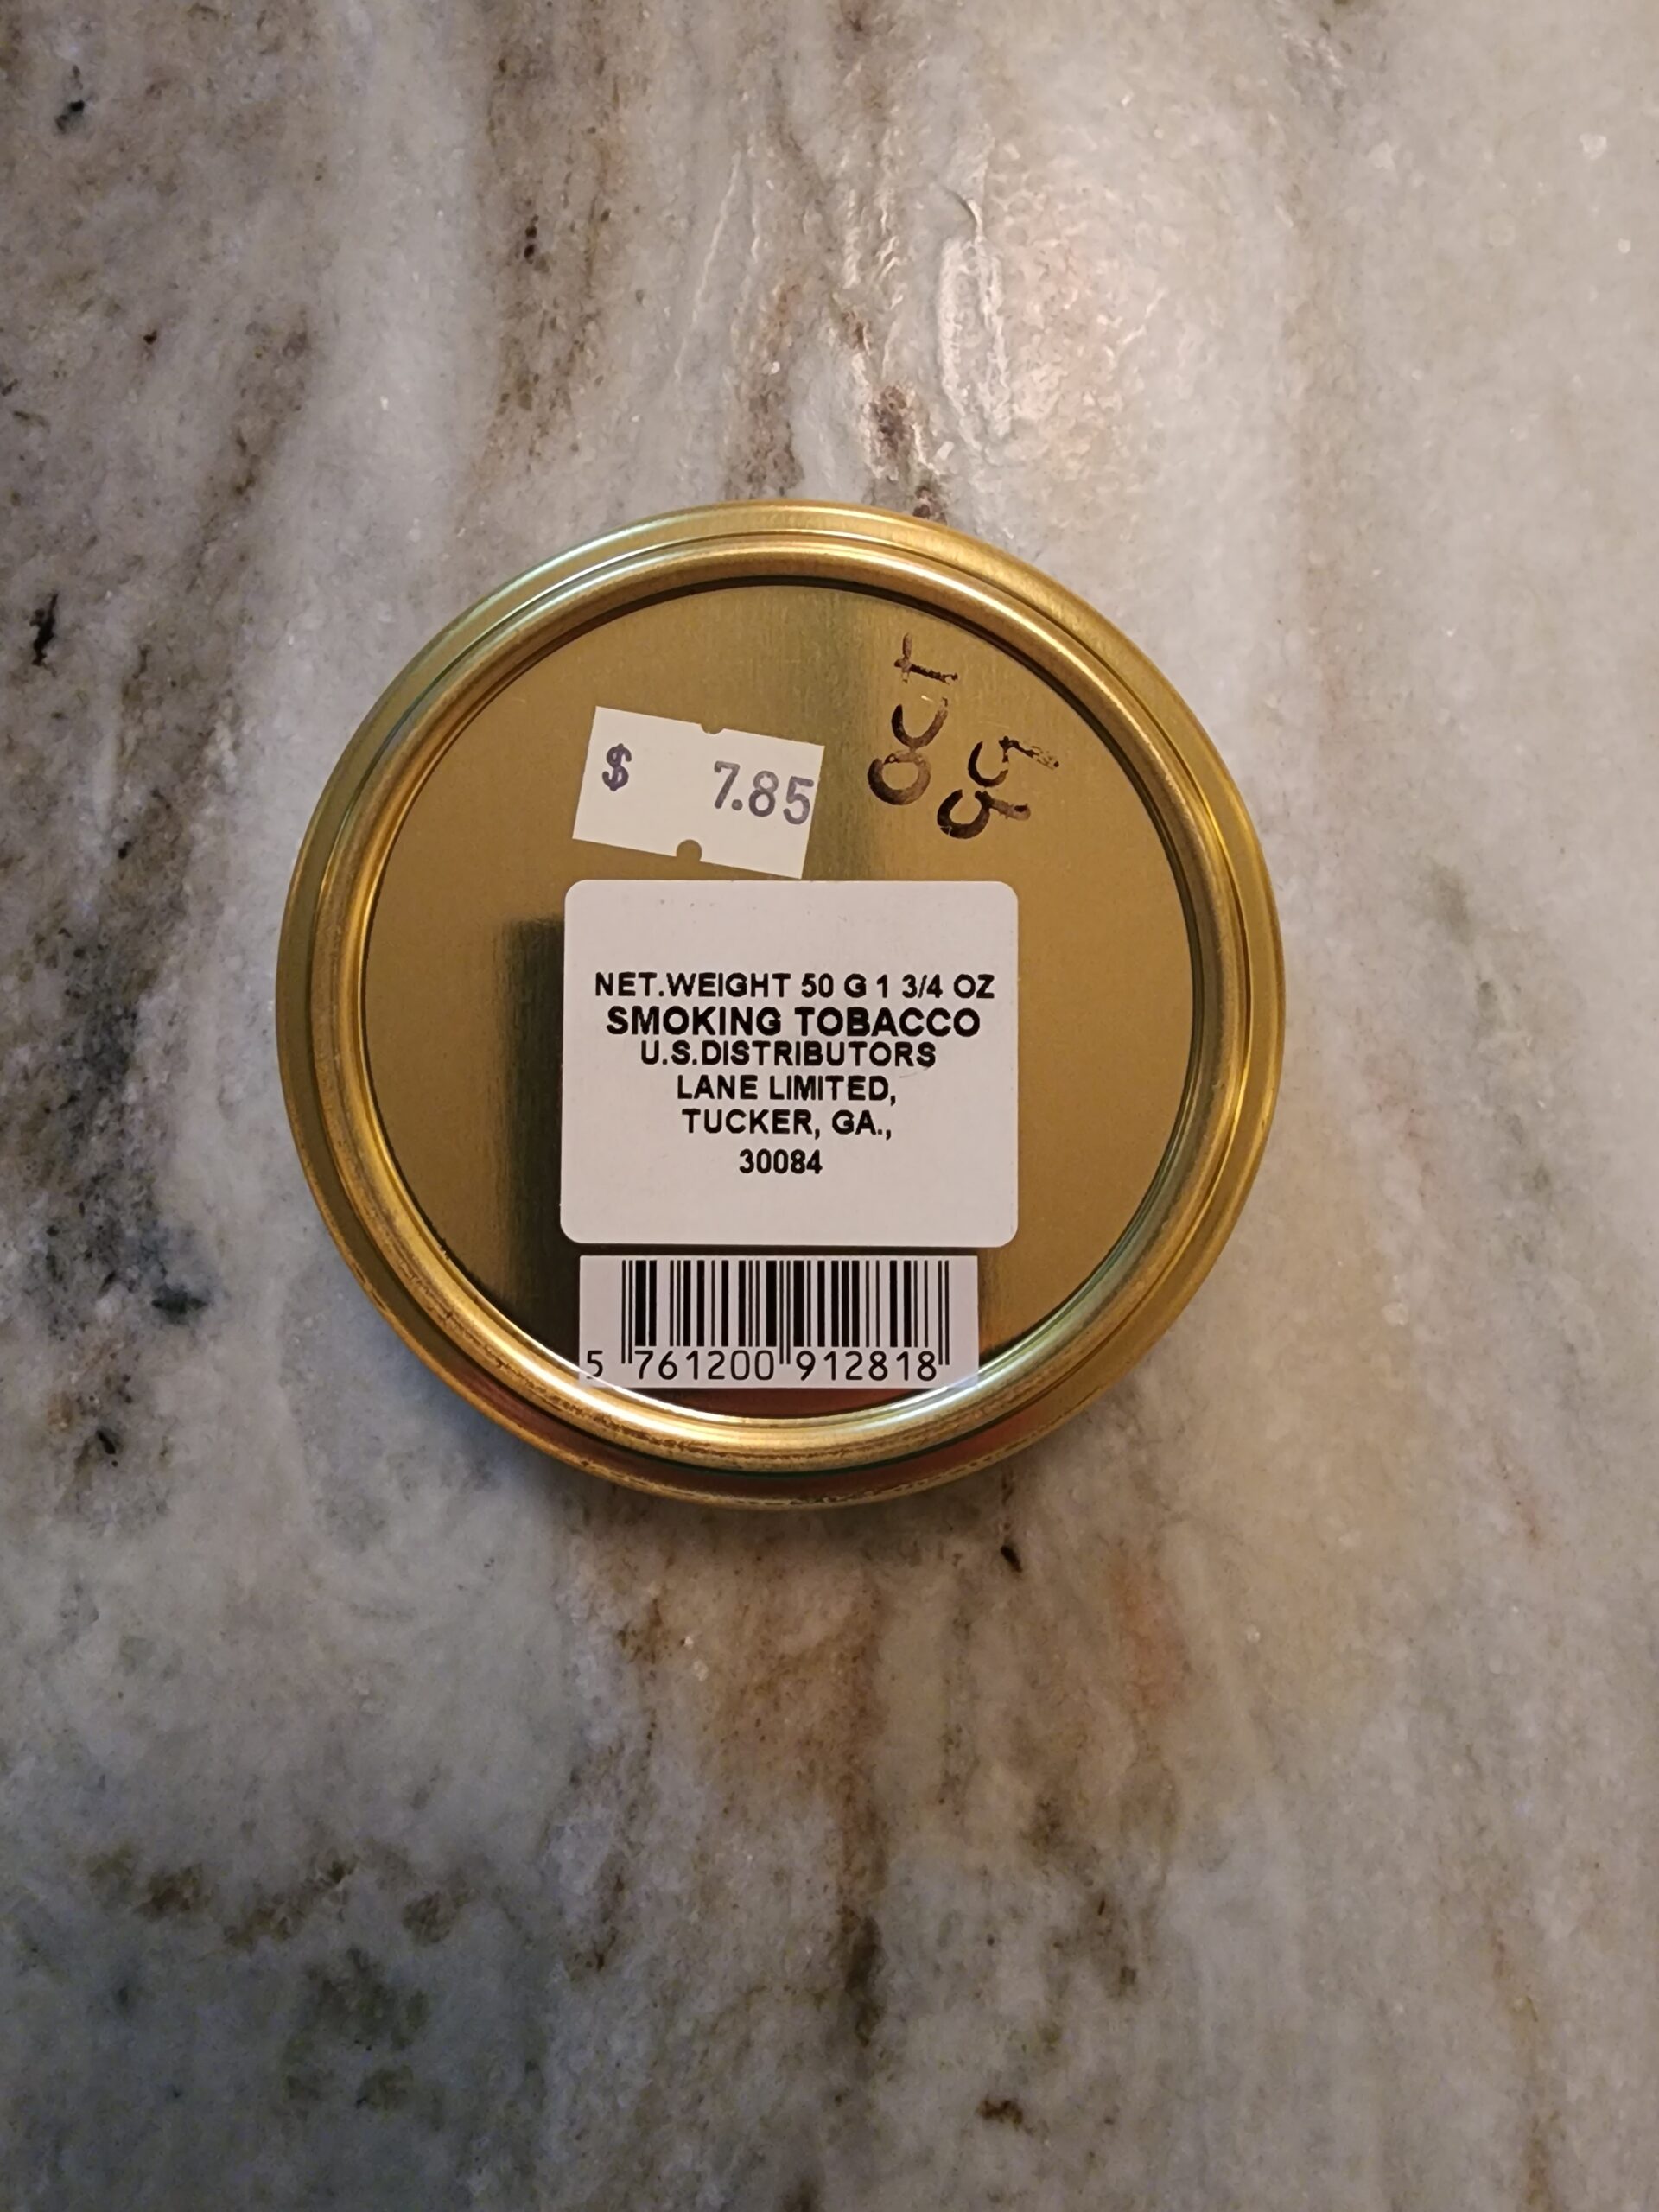 Oct
99
$ 7.85
NET.WEIGHT 50 G 1 3/4 OZ
SMOKING TOBACCO
U.S.DISTRIBUTORS
LANE LIMITED,
TUCKER, GA.,
30084
5 761200 912818